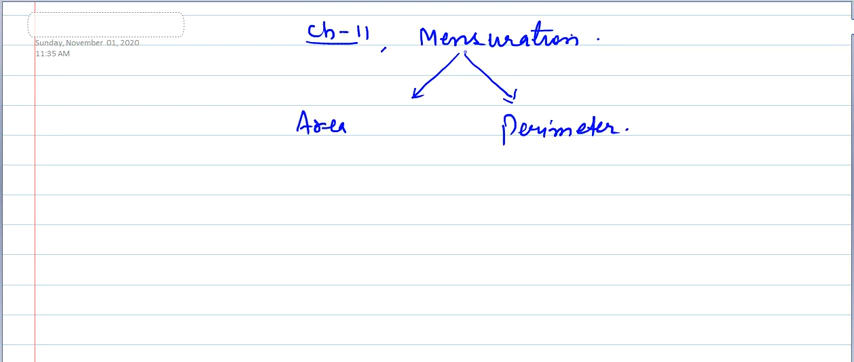 Ch-11, Mensuration.
Sunday, November 01, 2020
11:35 AM
Area Perimeter.